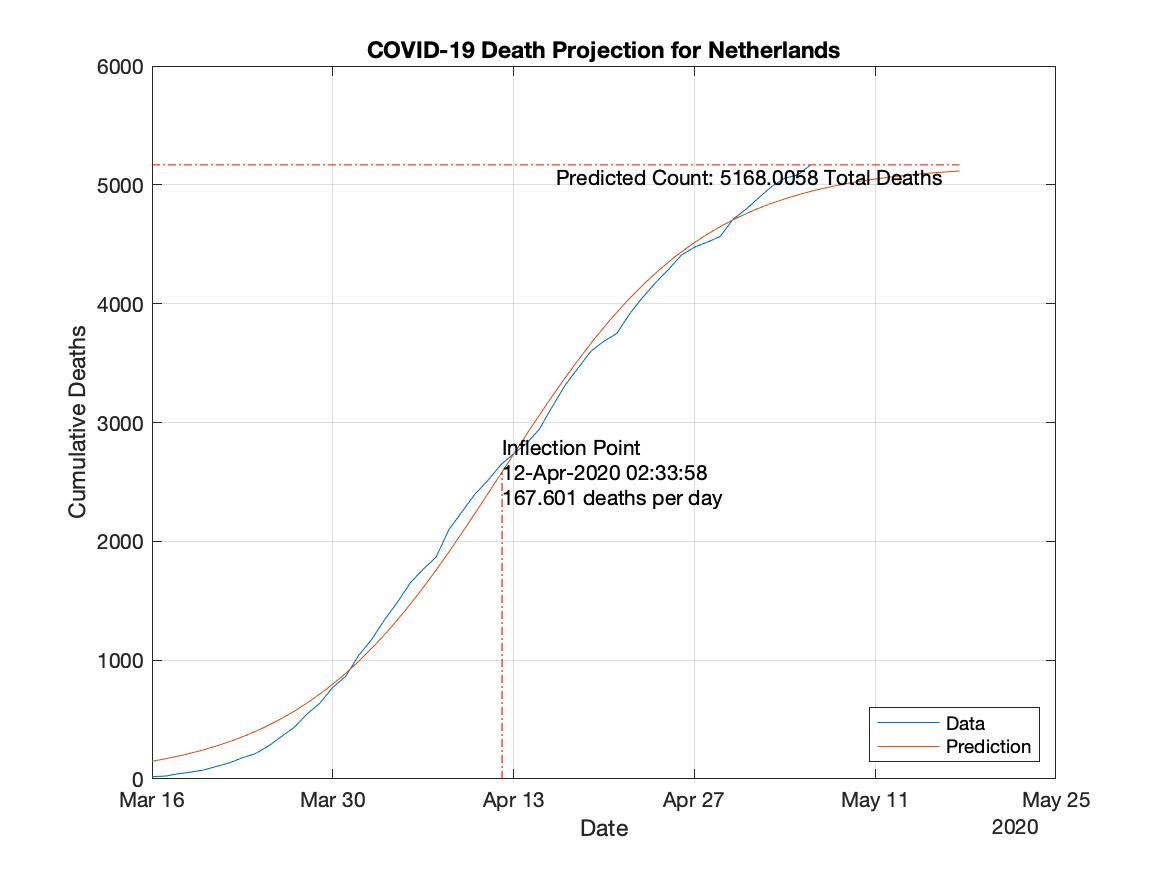 COVID-19 Death Projection for Netherlands
6000
5000
4000
3000
2000
1000
0
Cumulative Deaths
Predicted Count: 5168.0058 Total Deaths
Inflection Point
12-Apr-2020 02:33:58
167.601 deaths per day
Data
Prediction
Mar 16 Mar 30 Apr 13 Apr 27 May 11 May 25
Date
2020